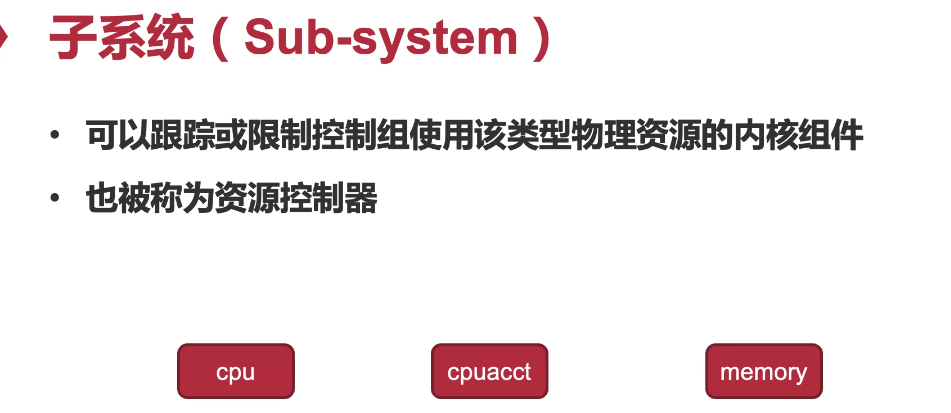 子系统（Sub-system）
• 可以跟踪或限制控制组使用该类型物理资源的内核组件
• 也被称为资源控制器
cpu cpuacct memory